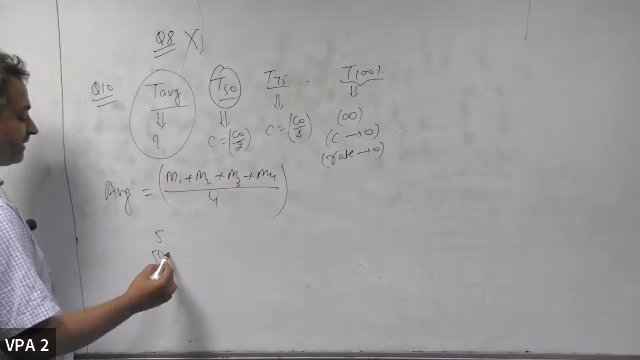 Q8 X
Q10 Tavg T50 T75 - T100%
⇓ ⇓ ⇓ ⇓
? C = (C0/2) C = (C0/4) (∞)
(C → 0)
(rate → 0)
Avg = (m1 + m2 + m3 + m4 / 4)
5
VPA 2